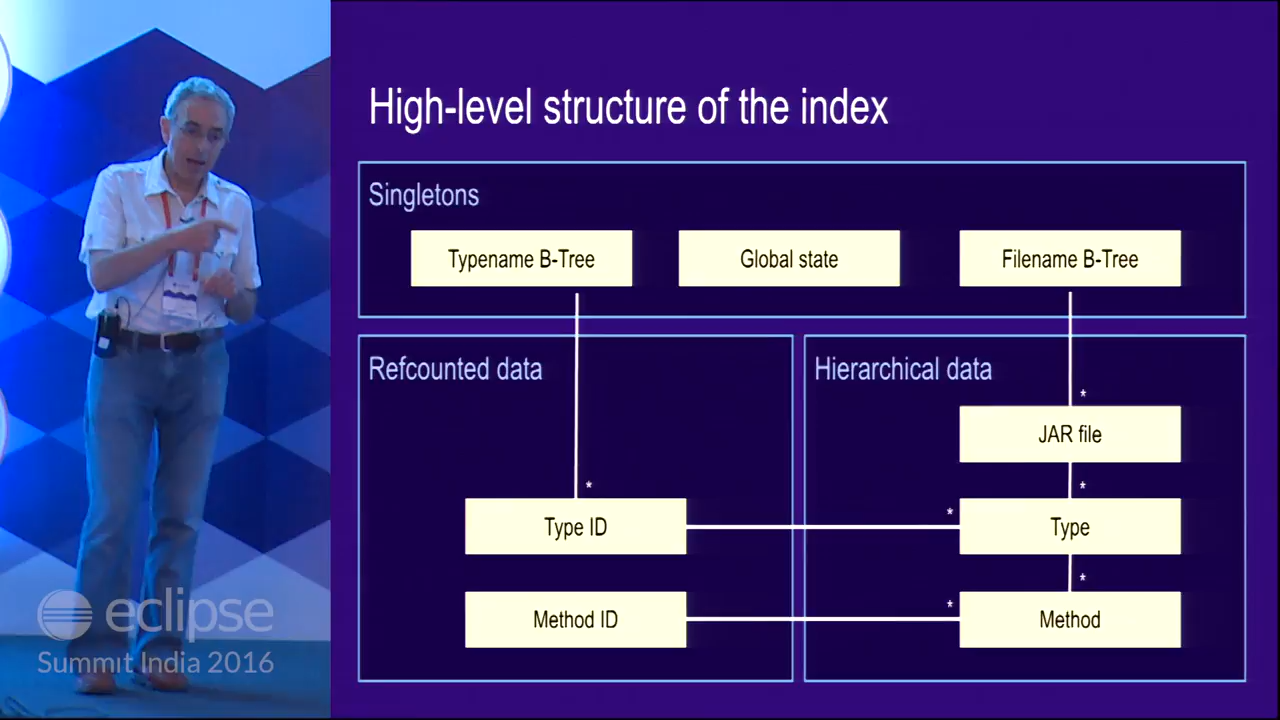 High-level structure of the index
Singletons
Typename B-Tree
Global state
Filename B-Tree
Refcounted data
Hierarchical data
*
JAR file
*
*
*
Type ID
Type
*
*
Method ID
Method
eclipse
Summit India 2016